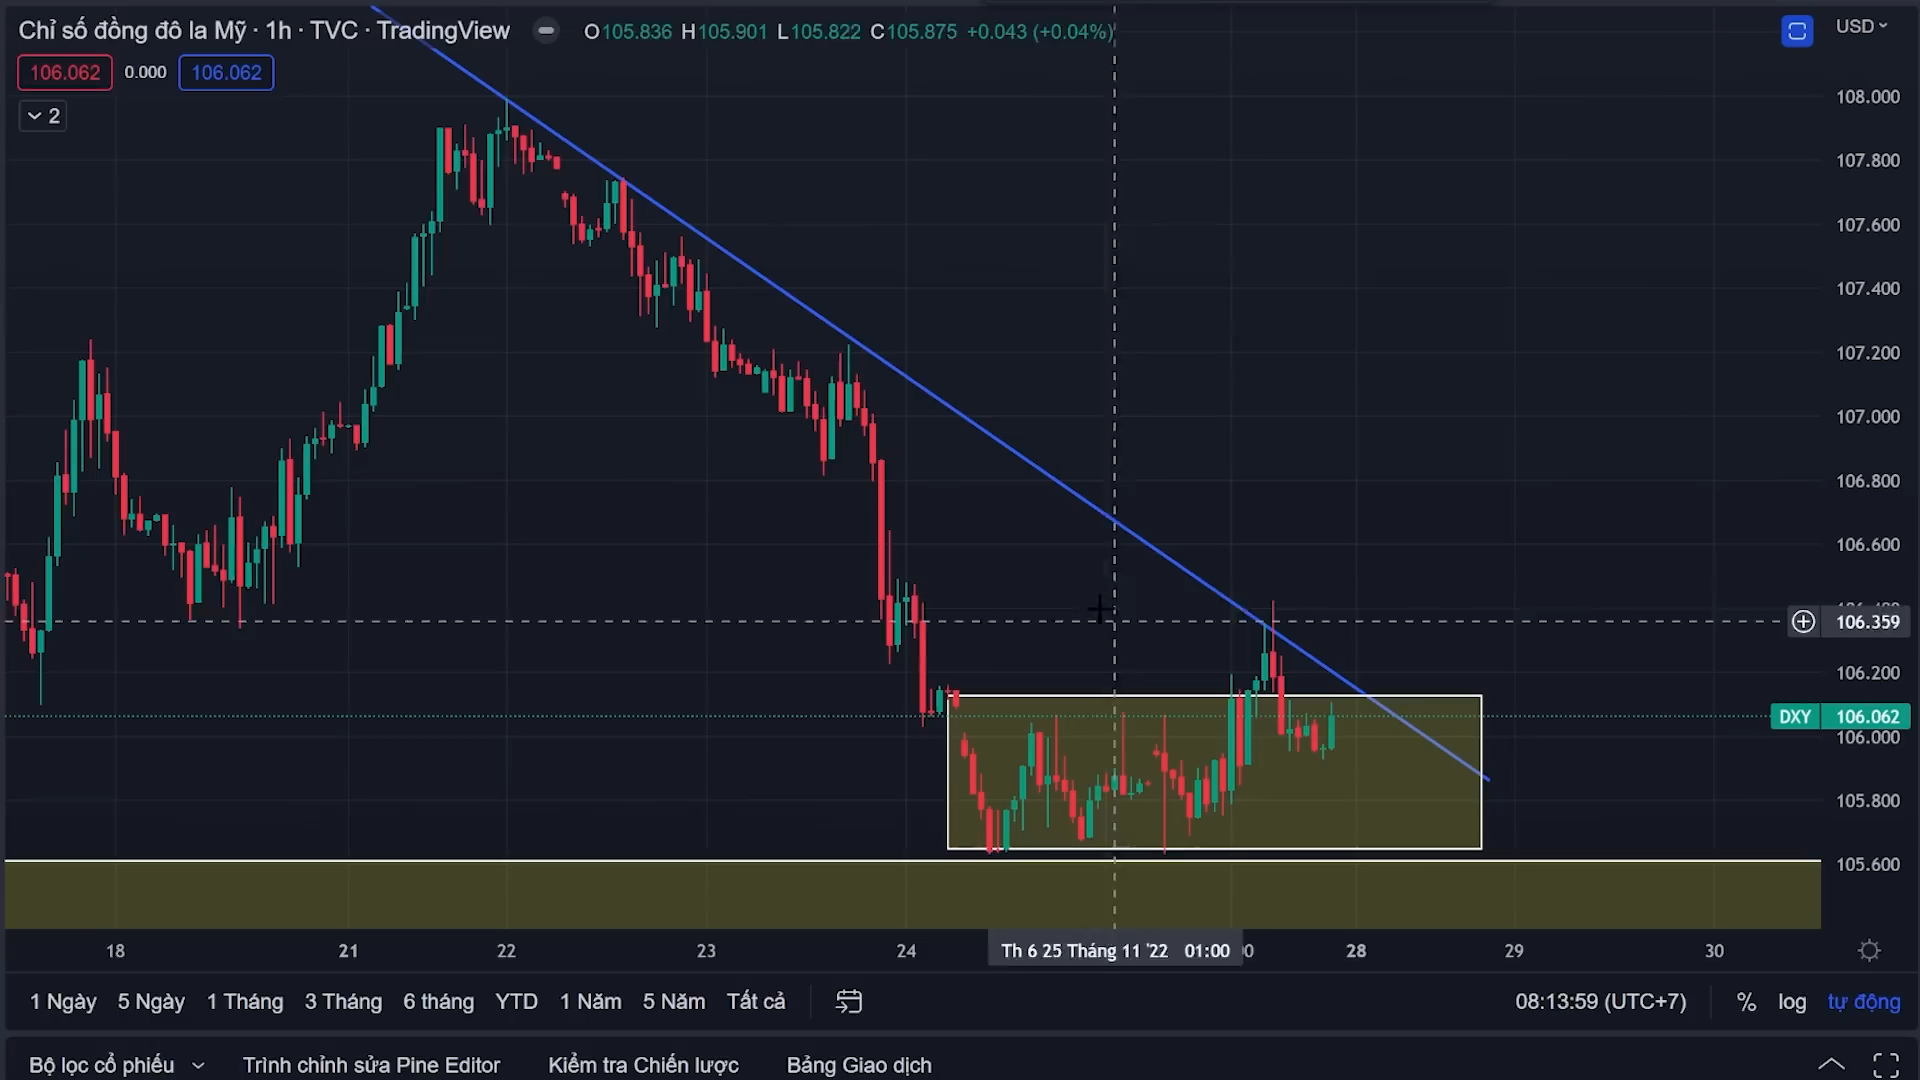 Chỉ số đồng đô la Mỹ · 1h · TVC · TradingView O105.836 H105.901 L105.822 C105.875 +0.043 (+0.04%)
USD
106.062 0.000 106.062
2
108.000
107.800
107.600
107.400
107.200
107.000
106.800
106.600
106.359
106.200
DXY 106.062
106.000
105.800
105.600
18 21 22 23 24 Th 6 25 Tháng 11 '22 01:00 28 29 30
1 Ngày 5 Ngày 1 Tháng 3 Tháng 6 tháng YTD 1 Năm 5 Năm Tất cả 08:13:59 (UTC+7) % log tự động
Bộ lọc cổ phiếu Trình chỉnh sửa Pine Editor Kiểm tra Chiến lược Bảng Giao dịch